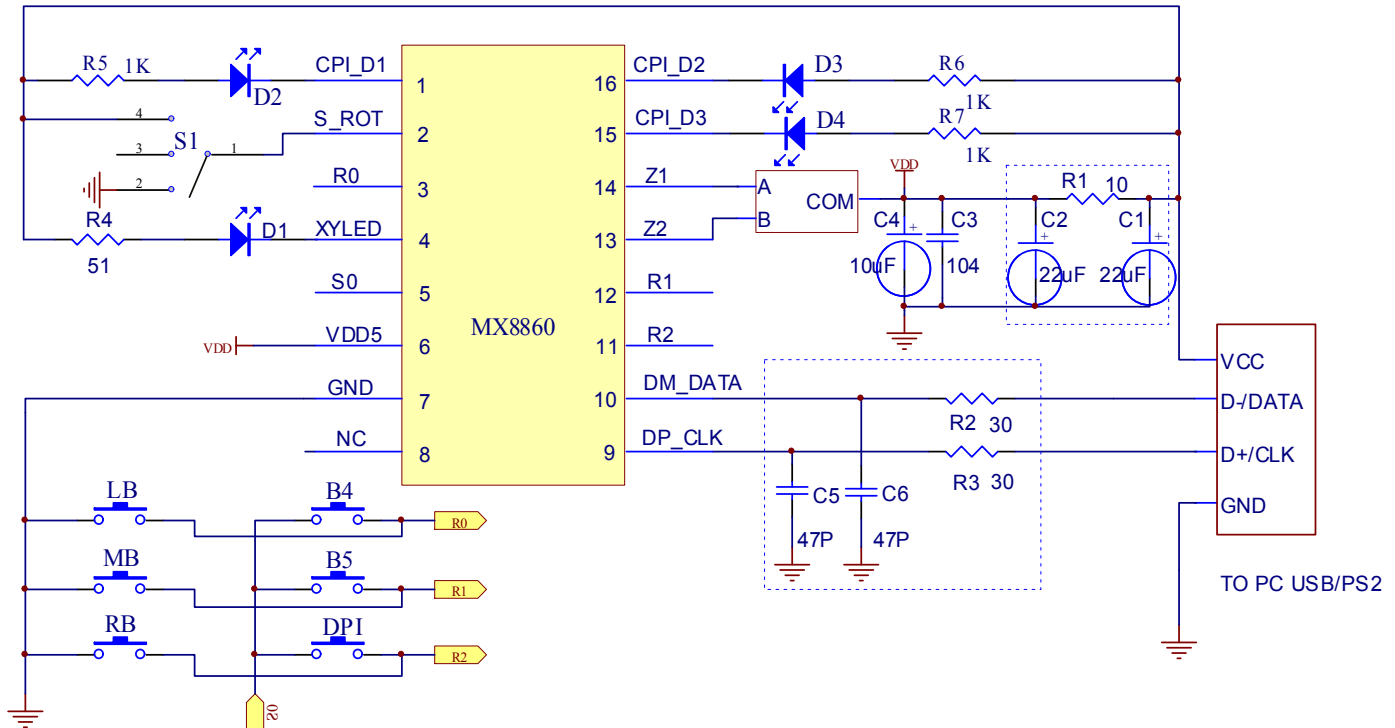 R5 1K
D2
CPI_D1
1
16
CPI_D2
D3
R6
1K
4
S1
3
1
2
S_ROT
2
15
CPI_D3
D4
R7
1K
R0
3
14
Z1
A
B
COM
VDD
R1 10
R4
51
D1
XYLED
4
13
Z2
C4
+
10uF
C3
104
C2
+
22uF
C1
+
22uF
S0
5
12
R1
MX8860
VDD
VDD5
6
11
R2
VCC
GND
7
10
DM_DATA
R2 30
D-/DATA
NC
8
9
DP_CLK
R3 30
D+/CLK
C5
47P
C6
47P
GND
TO PC USB/PS2
LB
B4
R0
MB
B5
R1
RB
DPI
R2
S0